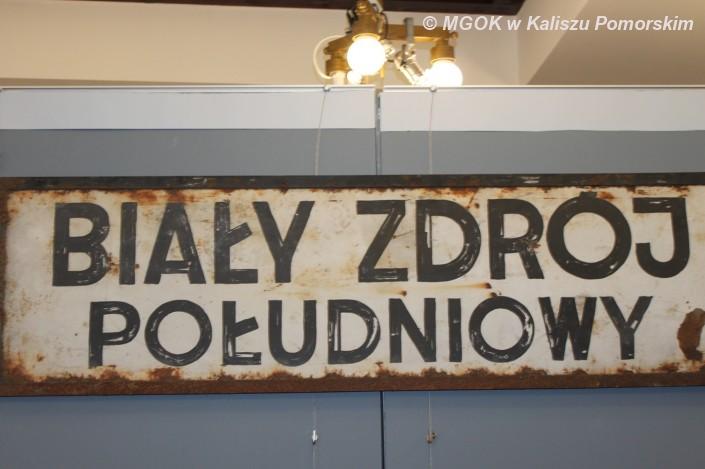 © MGOK w Kaliszu Pomorskim
BIAŁY ZDRÓJ
POŁUDNIOWY